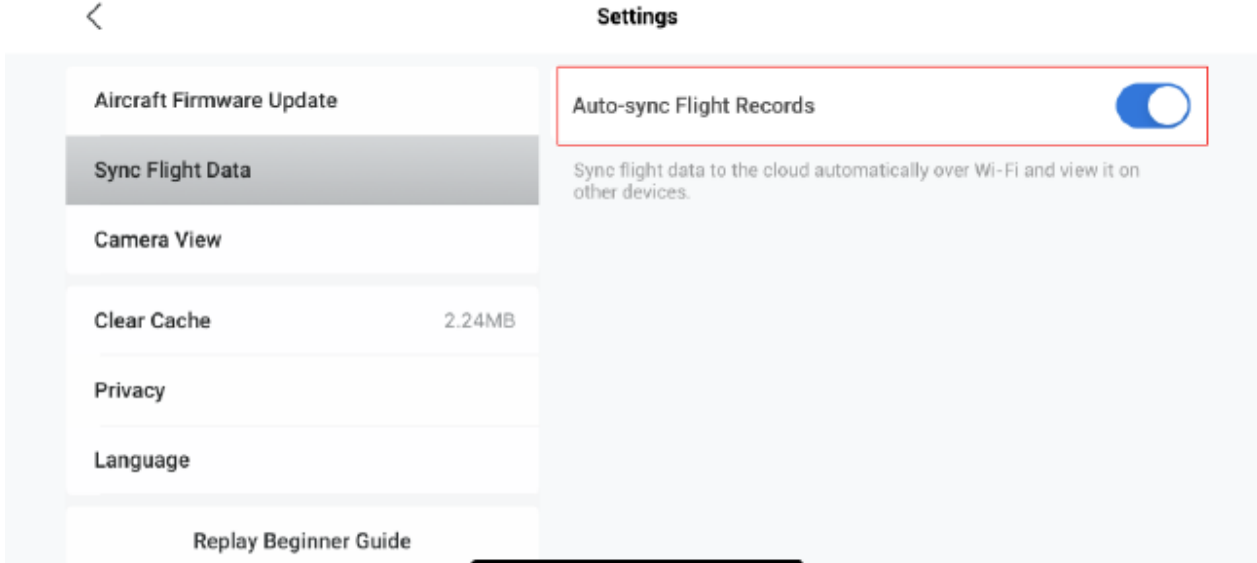 Settings
Aircraft Firmware Update
Sync Flight Data
Camera View
Clear Cache 2.24MB
Privacy
Language
Replay Beginner Guide
Auto-sync Flight Records
Sync flight data to the cloud automatically over Wi-Fi and view it on
other devices.